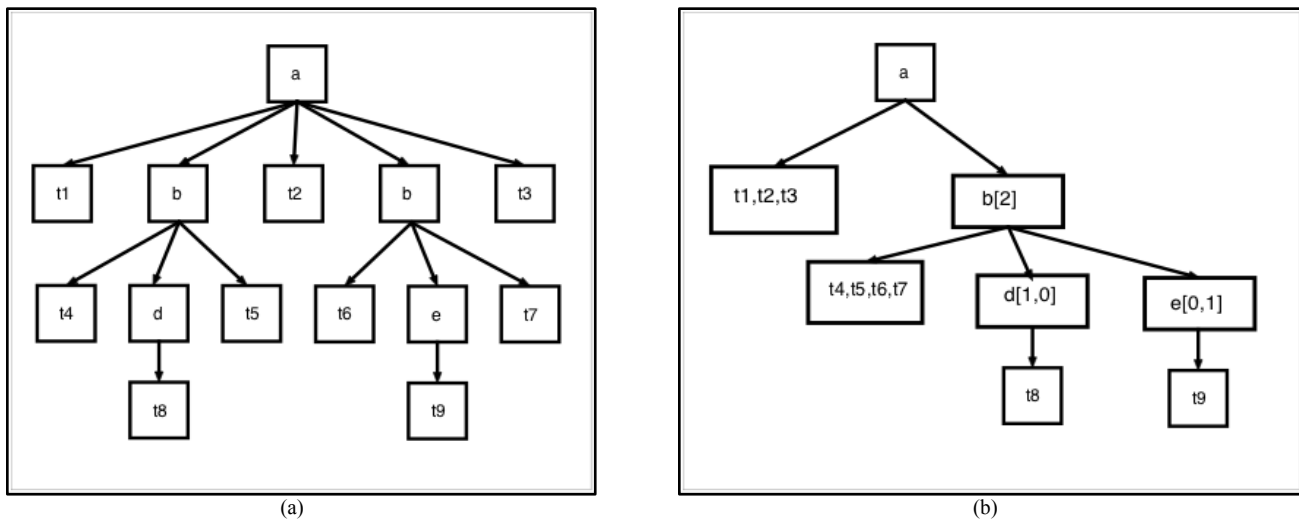 a
t1
b
t2
b
t3
t4
d
t5
t6
e
t7
t8
t9
(a)
a
t1,t2,t3
b[2]
t4,t5,t6,t7
d[1,0]
e[0,1]
t8
t9
(b)